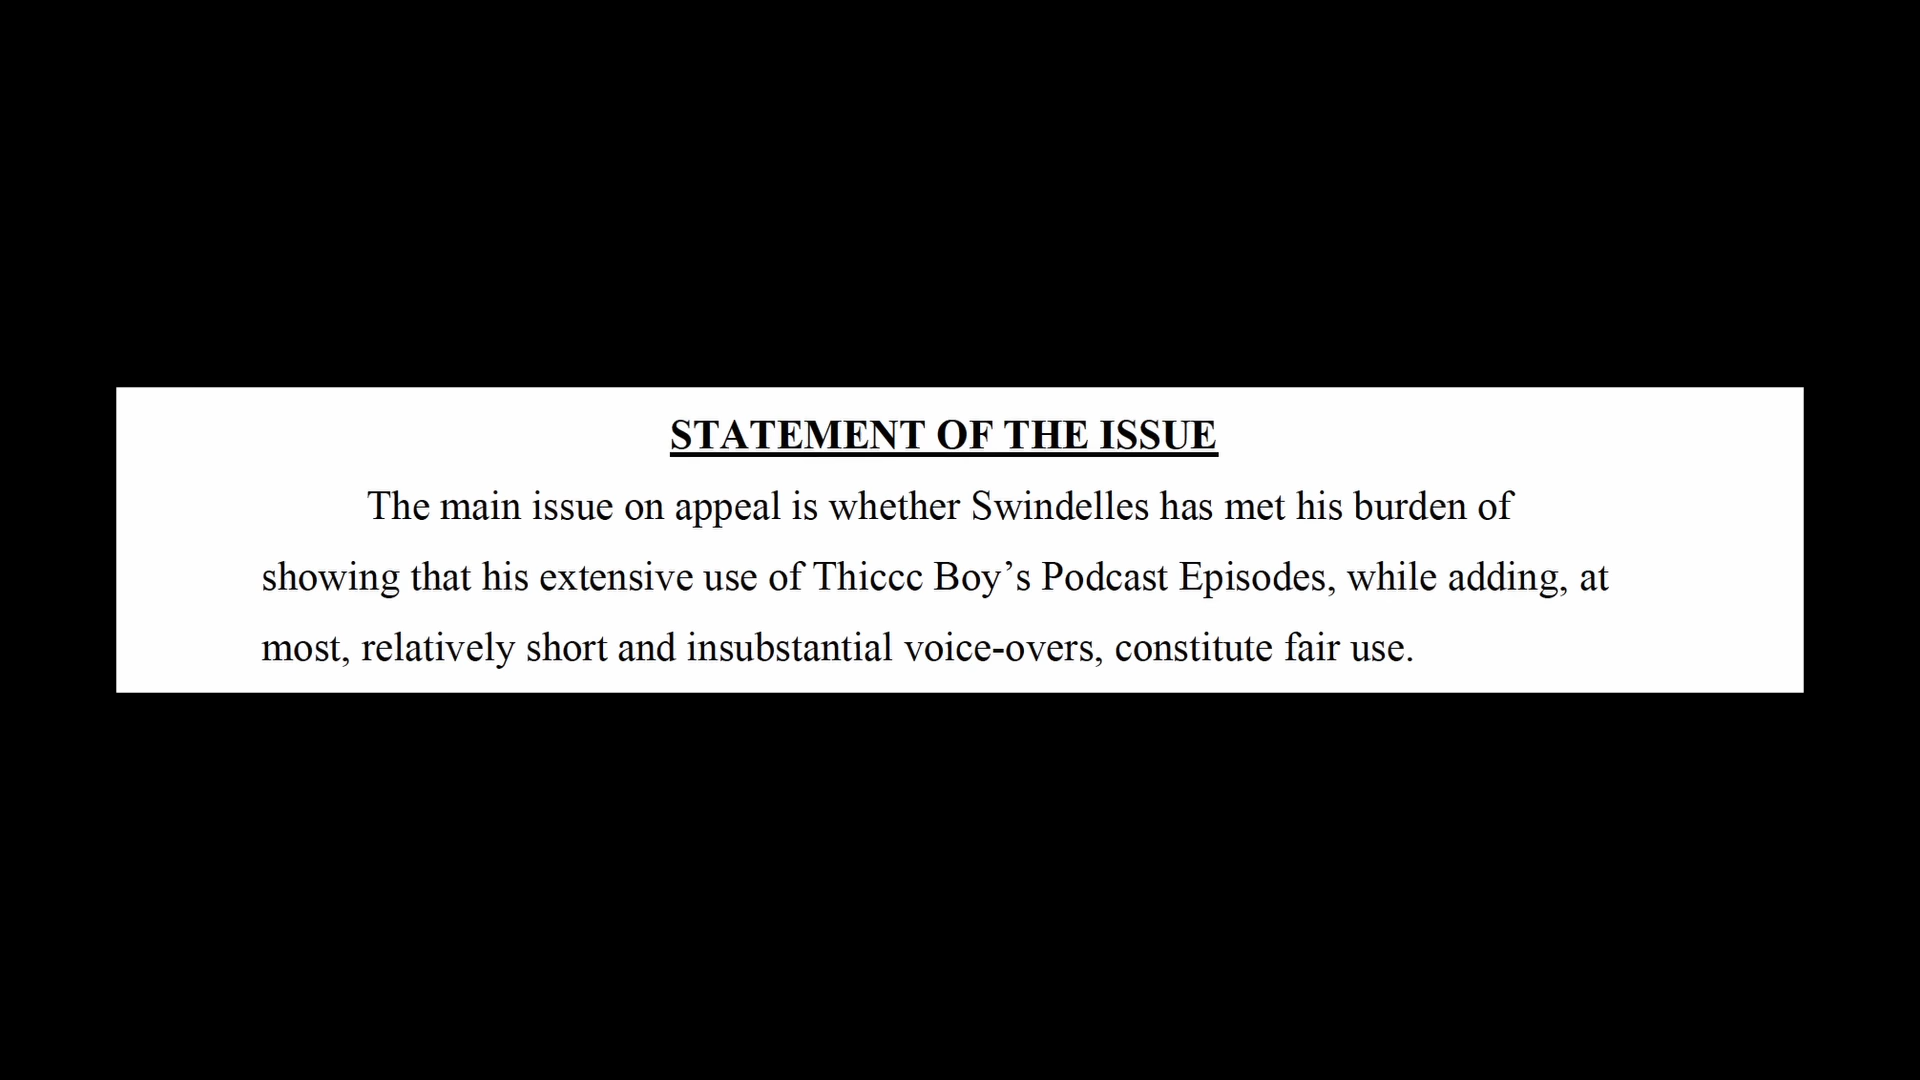 STATEMENT OF THE ISSUE
The main issue on appeal is whether Swindelles has met his burden of
showing that his extensive use of Thiccc Boy’s Podcast Episodes, while adding, at
most, relatively short and insubstantial voice-overs, constitute fair use.